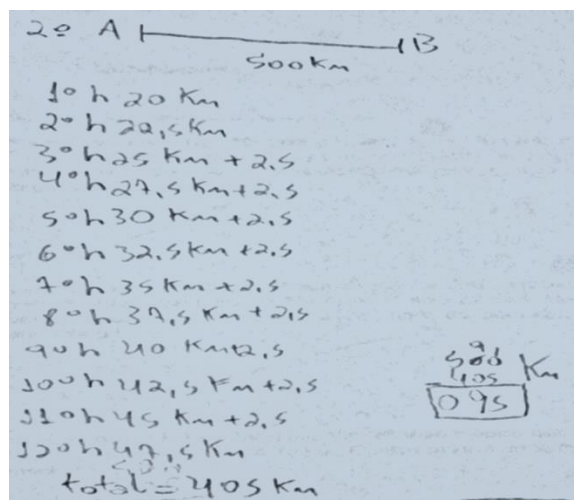 2º A B
500 Km
1º h 20 Km
2º h 22,5 Km
3º h 25 Km + 2,5
4º h 27,5 Km + 2,5
5º h 30 Km + 2,5
6º h 32,5 Km + 2,5
7º h 35 Km + 2,5
8º h 37,5 Km + 2,5
9º h 40 Km + 2,5
10º h 42,5 Km + 2,5
11º h 45 Km + 2,5
12º h 47,5 Km
total = 405 Km
9
500
405 Km
095